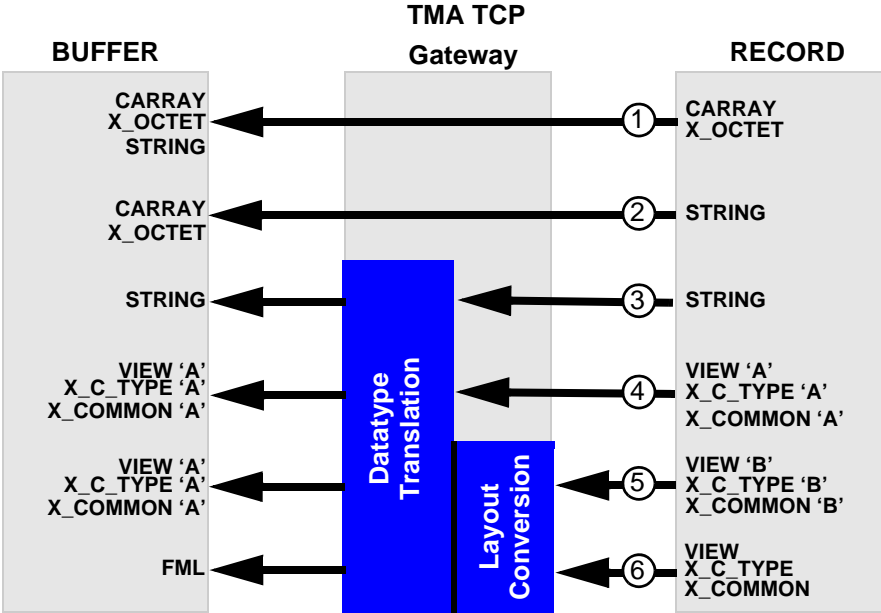 TMA TCP
Gateway
BUFFER
RECORD
CARRAY
X_OCTET
STRING
1
CARRAY
X_OCTET
CARRAY
X_OCTET
2
STRING
STRING
3
STRING
VIEW ‘A’
X_C_TYPE ‘A’
X_COMMON ‘A’
4
VIEW ‘A’
X_C_TYPE ‘A’
X_COMMON ‘A’
VIEW ‘A’
X_C_TYPE ‘A’
X_COMMON ‘A’
5
VIEW ‘B’
X_C_TYPE ‘B’
X_COMMON ‘B’
FML
6
VIEW
X_C_TYPE
X_COMMON
Datatype
Translation
Layout
Conversion